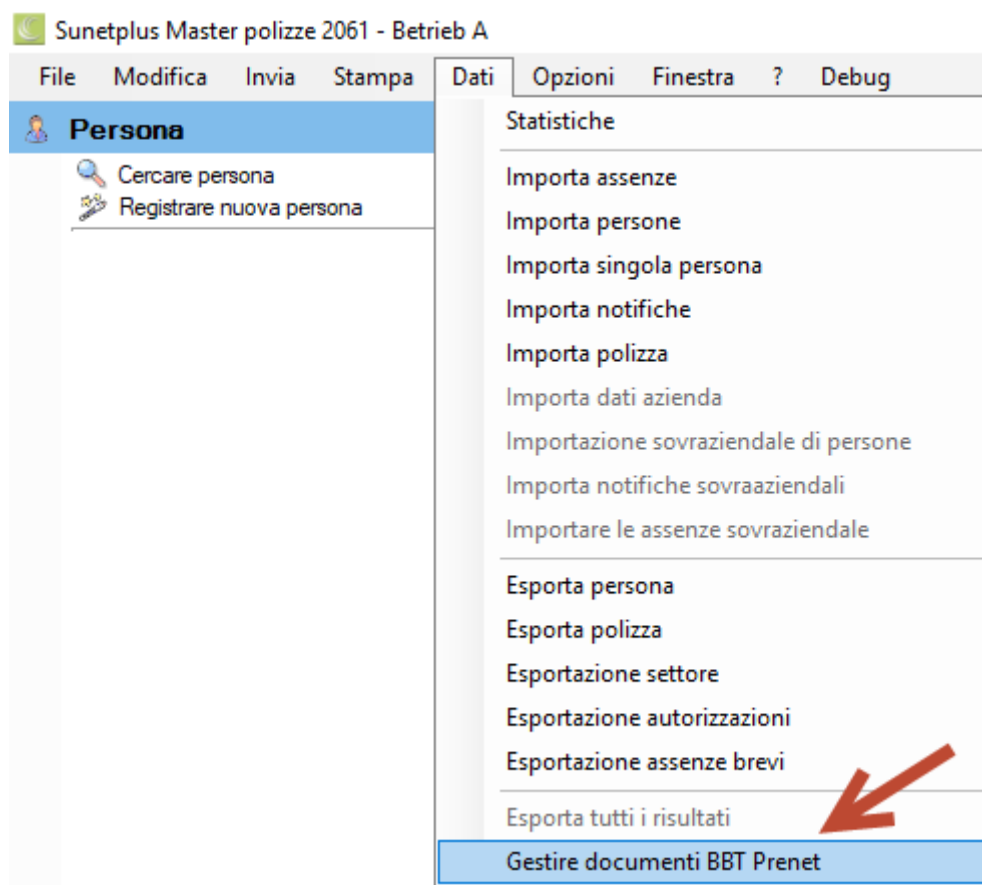 Sunetplus Master polizze 2061 - Betrieb A
File Modifica Invia Stampa Dati Opzioni Finestra ? Debug
Persona
Cercare persona
Registrare nuova persona
Statistiche
Importa assenze
Importa persone
Importa singola persona
Importa notifiche
Importa polizza
Importa dati azienda
Importazione sovraziendale di persone
Importa notifiche sovraaziendali
Importare le assenze sovraziendale
Esporta persona
Esporta polizza
Esportazione settore
Esportazione autorizzazioni
Esportazione assenze brevi
Esporta tutti i risultati
Gestire documenti BBT Prenet